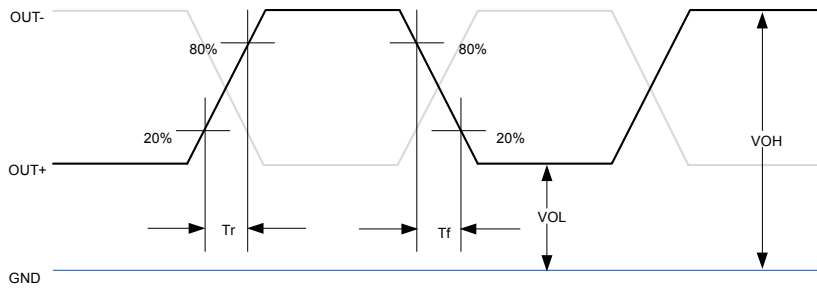 OUT-
80%
80%
20%
20%
OUT+
VOH
VOL
Tr
Tf
GND